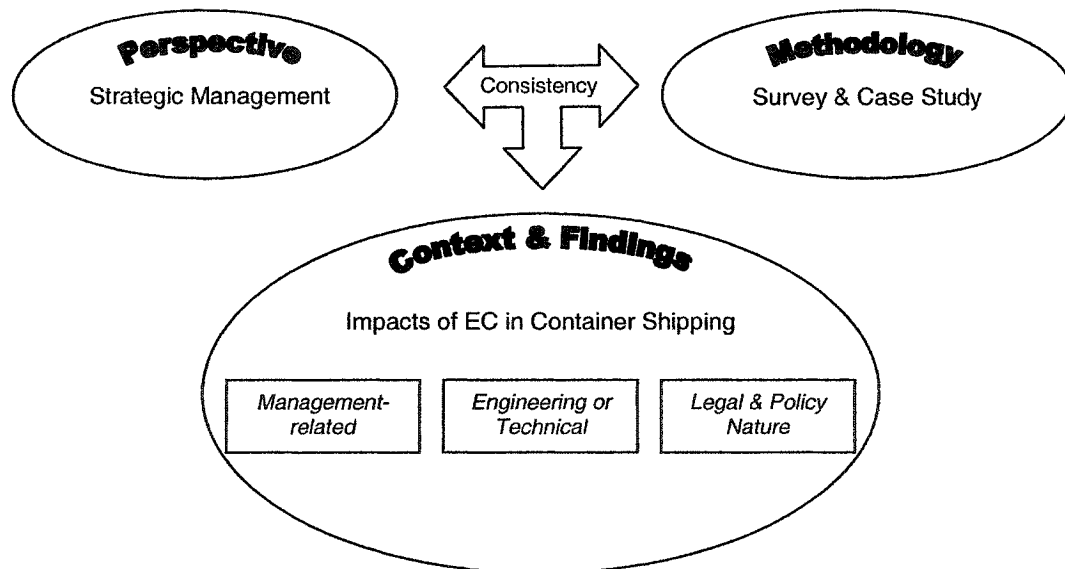 Perspective
Strategic Management
Consistency
Methodology
Survey & Case Study
Context & Findings
Impacts of EC in Container Shipping
Management-
related
Engineering or
Technical
Legal & Policy
Nature